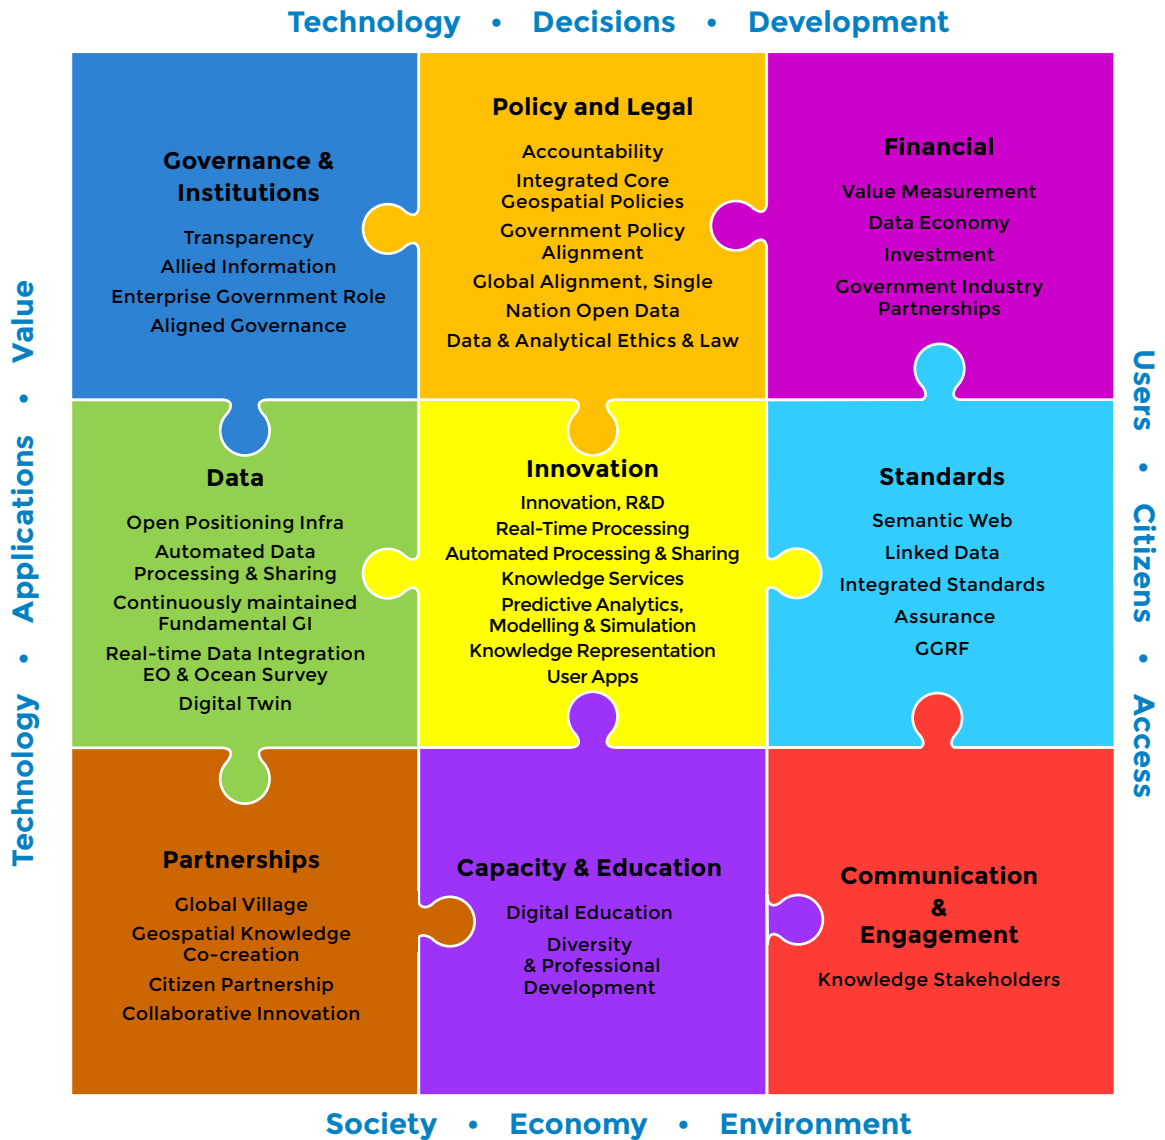 Technology • Decisions • Development
Governance &
Institutions
Transparency
Allied Information
Enterprise Government Role
Aligned Governance
Policy and Legal
Accountability
Integrated Core
Geospatial Policies
Government Policy
Alignment
Global Alignment, Single
Nation Open Data
Data & Analytical Ethics & Law
Financial
Value Measurement
Data Economy
Investment
Government Industry
Partnerships
Data
Open Positioning Infra
Automated Data
Processing & Sharing
Continuously maintained
Fundamental GI
Real-time Data Integration
EO & Ocean Survey
Digital Twin
Innovation
Innovation, R&D
Real-Time Processing
Automated Processing & Sharing
Knowledge Services
Predictive Analytics,
Modelling & Simulation
Knowledge Representation
User Apps
Standards
Semantic Web
Linked Data
Integrated Standards
Assurance
GGRF
Partnerships
Global Village
Geospatial Knowledge
Co-creation
Citizen Partnership
Collaborative Innovation
Capacity & Education
Digital Education
Diversity
& Professional
Development
Communication
&
Engagement
Knowledge Stakeholders
Technology • Applications • Value
Users • Citizens • Access
Society • Economy • Environment